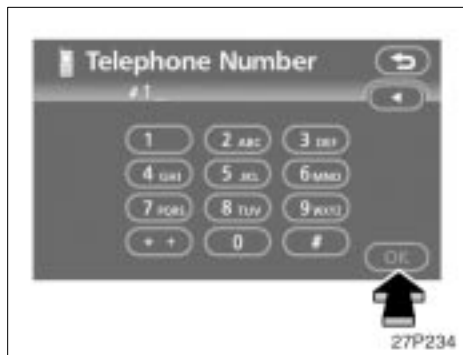 Telephone Number
#1_
1 2 ABC 3 DEF
4 GHI 5 JKL 6 MNO
7 PQRS 8 TUV 9 WXYZ
0 #
OK
27P234